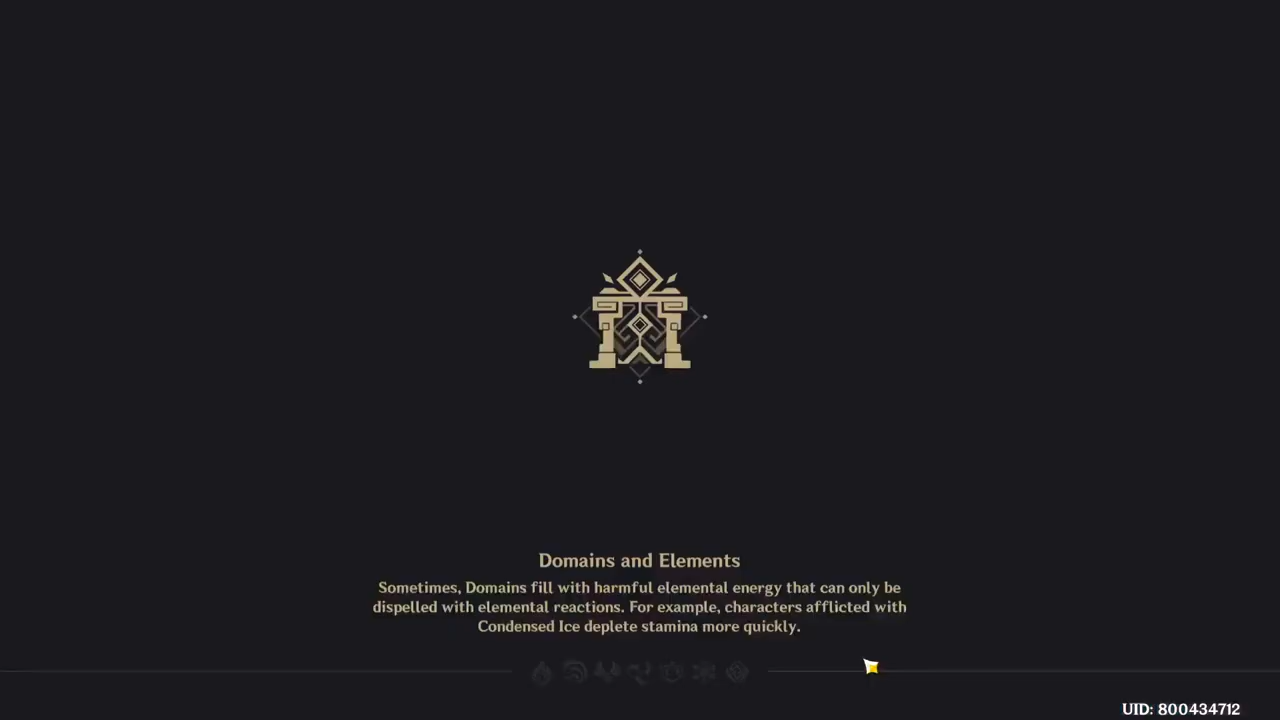 Domains and Elements
Sometimes, Domains fill with harmful elemental energy that can only be
dispelled with elemental reactions. For example, characters afflicted with
Condensed Ice deplete stamina more quickly.
UID: 800434712